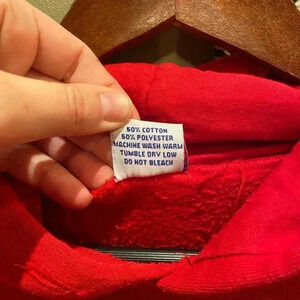 50% COTTON
50% POLYESTER
MACHINE WASH WARM
TUMBLE DRY LOW
DO NOT BLEACH